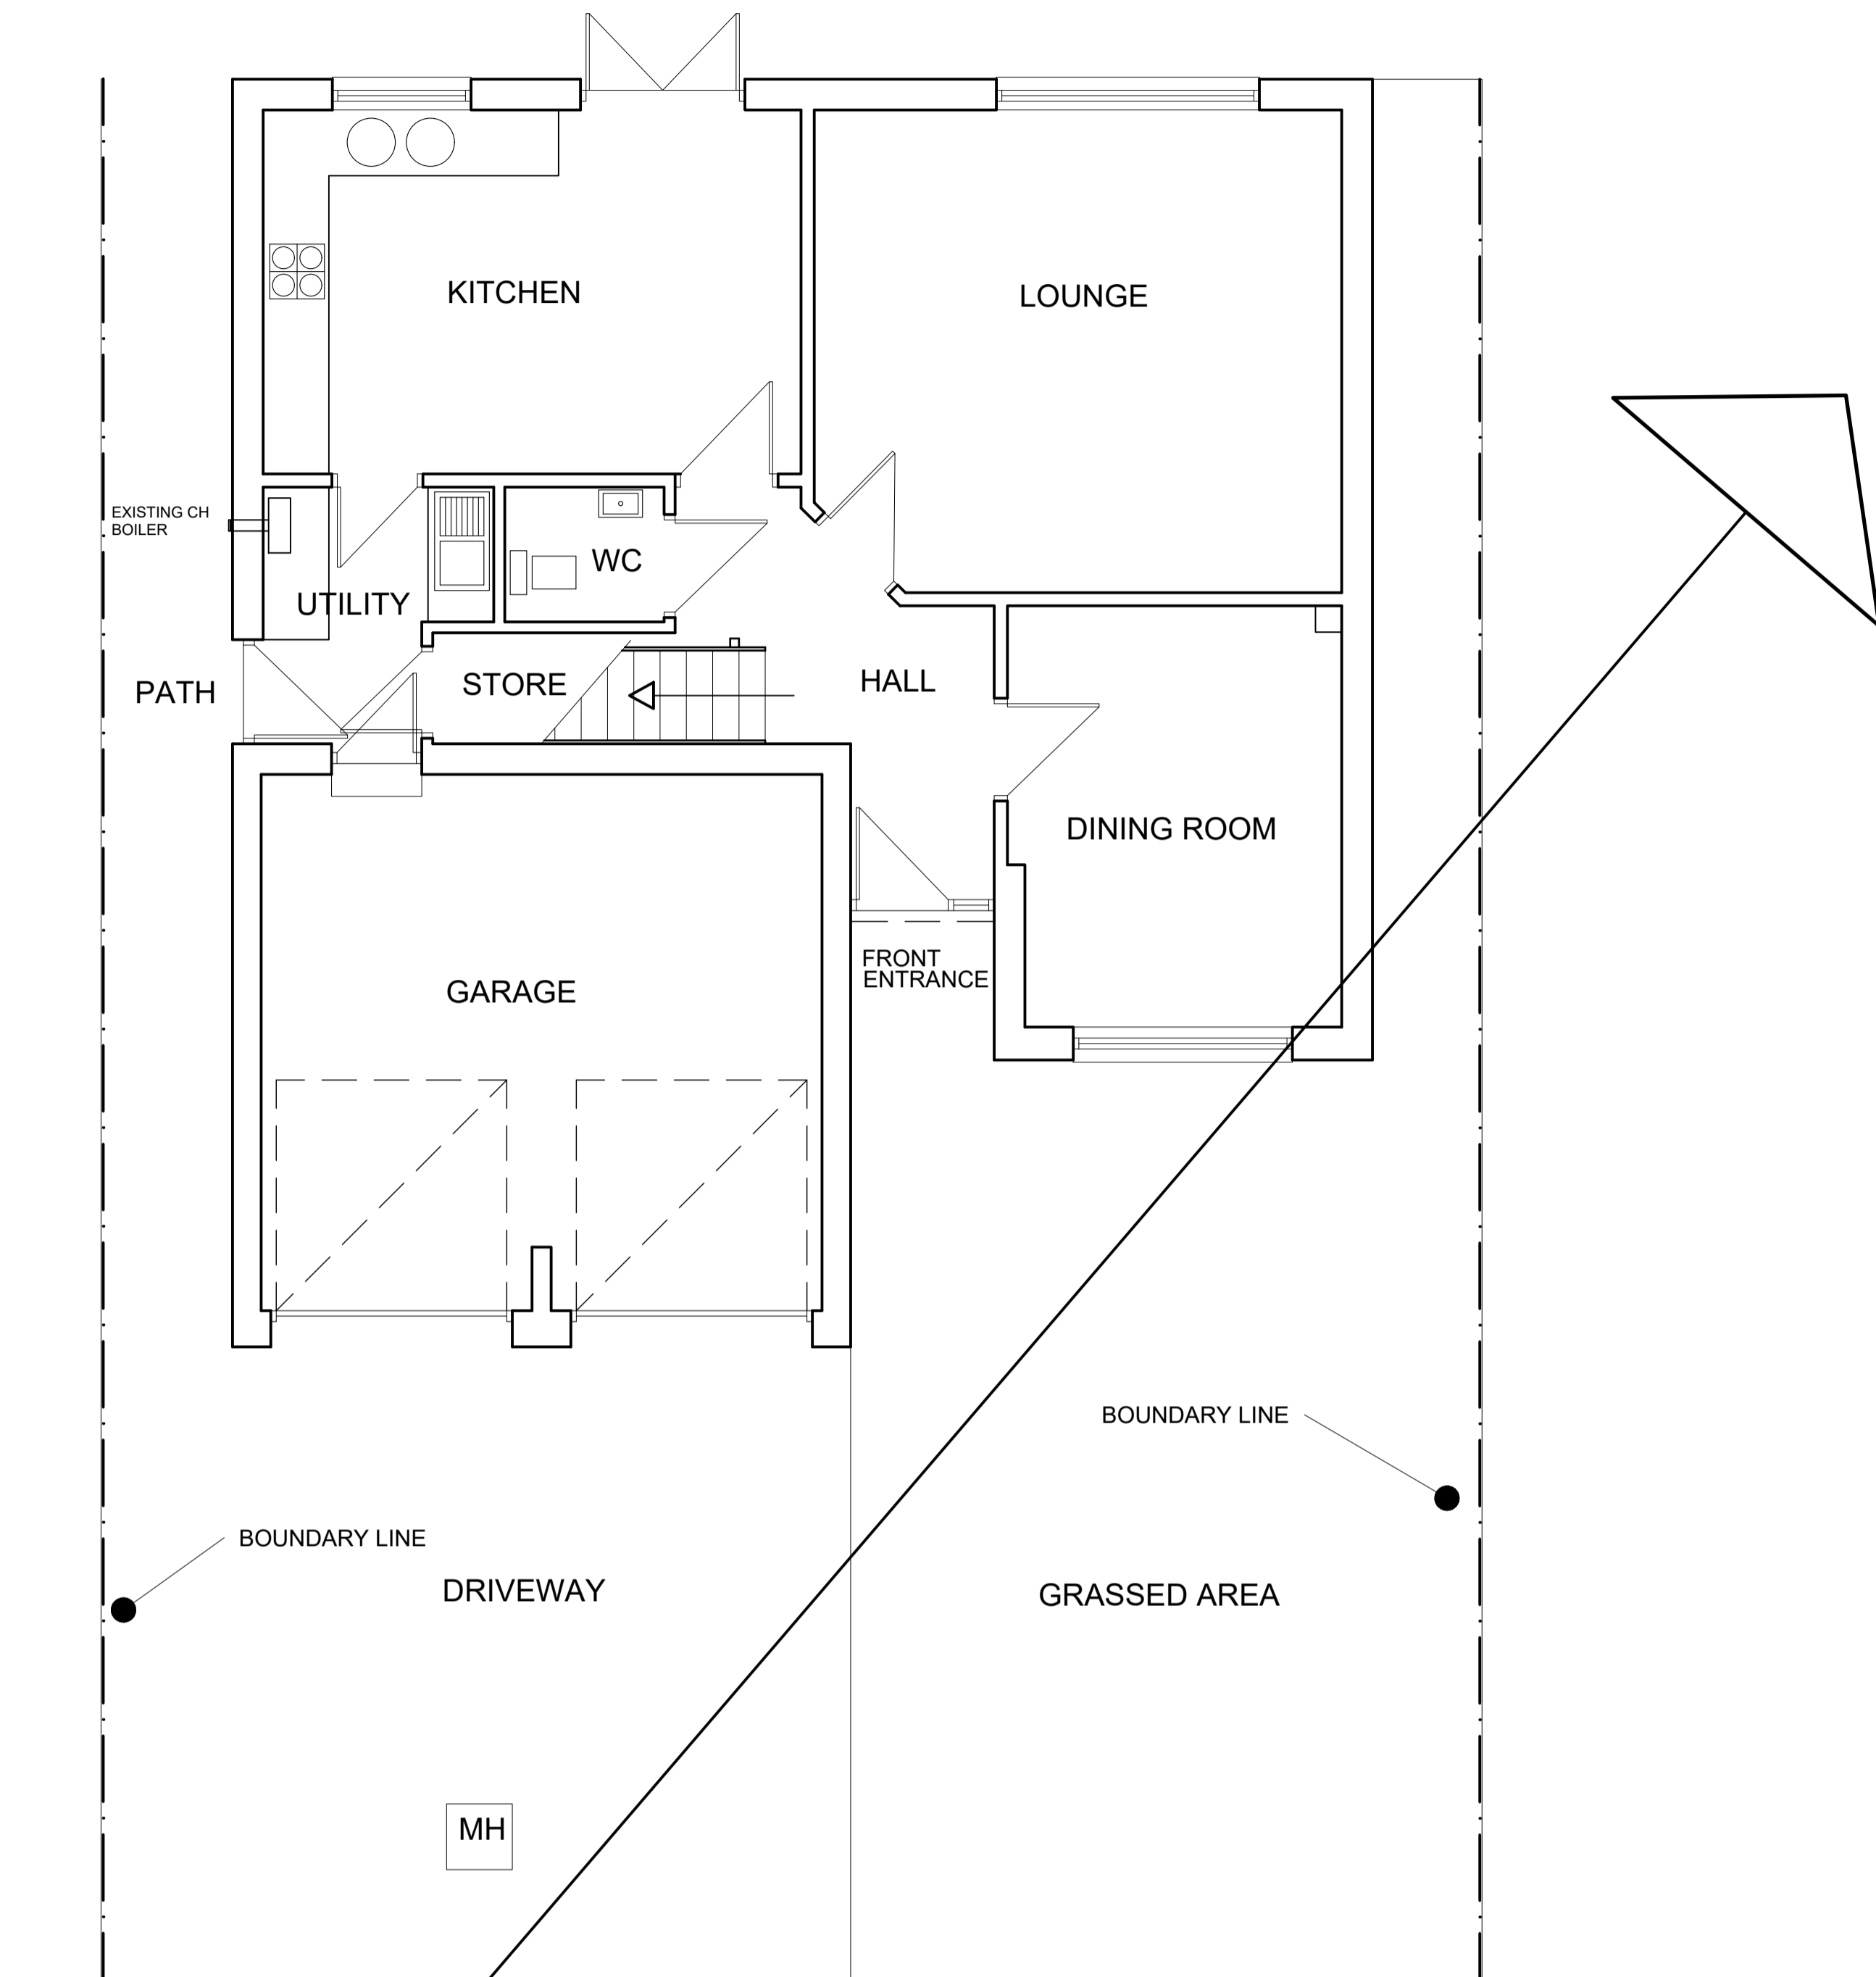 KITCHEN
LOUNGE
EXISTING CH
BOILER
WC
UTILITY
PATH
STORE
HALL
DINING ROOM
FRONT
ENTRANCE
GARAGE
BOUNDARY LINE
BOUNDARY LINE
DRIVEWAY
GRASSED AREA
MH